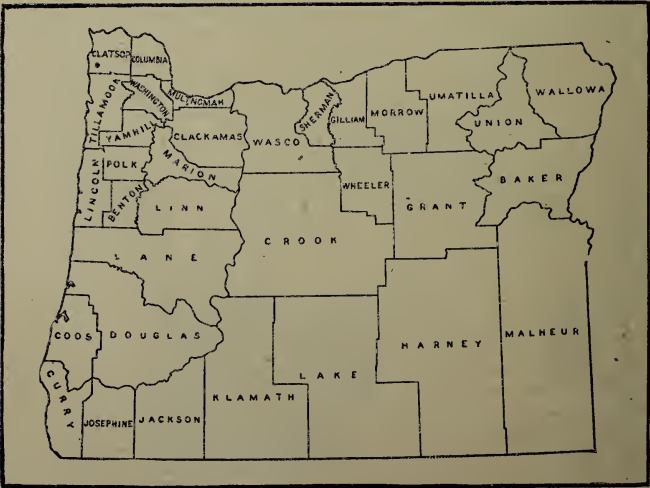 CLATSOP
COLUMBIA
TILLAMOOK
WASHINGTON
MULTNOMAH
YAMHILL
CLACKAMAS
WASCO
SHERMAN
GILLIAM
MORROW
UMATILLA
UNION
WALLOWA
LINCOLN
POLK
MARION
BENTON
LINN
WHEELER
GRANT
BAKER
CROOK
LANE
COOS
DOUGLAS
CURRY
JOSEPHINE
JACKSON
KLAMATH
LAKE
HARNEY
MALHEUR